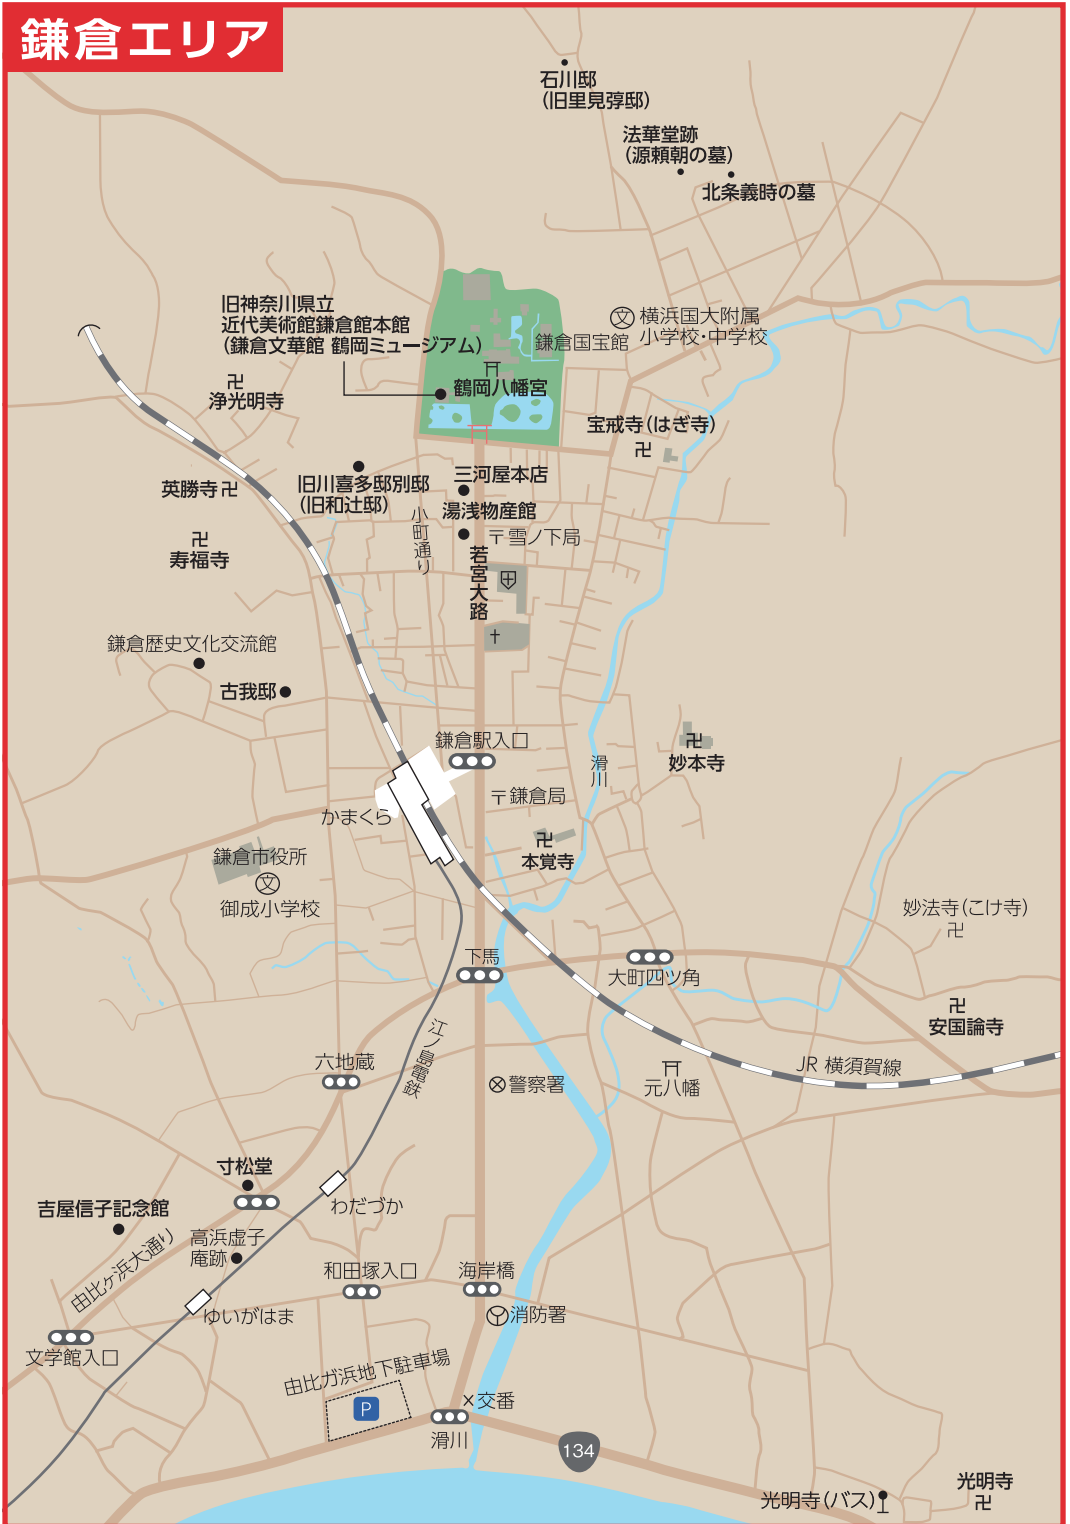 鎌倉エリア
石川邸
（旧里見弴邸）
法華堂跡
（源頼朝の墓）
北条義時の墓
旧神奈川県立
近代美術館鎌倉館本館
（鎌倉文華館 鶴岡ミュージアム）
横浜国大附属
小学校・中学校
鎌倉国宝館
鶴岡八幡宮
浄光明寺
宝戒寺（はぎ寺）
英勝寺
旧川喜多邸別邸
（旧和辻邸）
三河屋本店
湯浅物産館
〒雪ノ下局
小町通り
若宮大路
寿福寺
鎌倉歴史文化交流館
古我邸
鎌倉駅入口
妙本寺
滑川
〒鎌倉局
かまくら
本覚寺
鎌倉市役所
文
御成小学校
妙法寺（こけ寺）
下馬
大町四ツ角
安国論寺
江ノ島電鉄
JR 横須賀線
六地蔵
警察署
元八幡
寸松堂
わだづか
吉屋信子記念館
高浜虚子
庵跡
由比ヶ浜大通り
和田塚入口
海岸橋
ゆいがはま
消防署
文学館入口
由比ガ浜地下駐車場
P
×交番
滑川
134
光明寺（バス）
光明寺